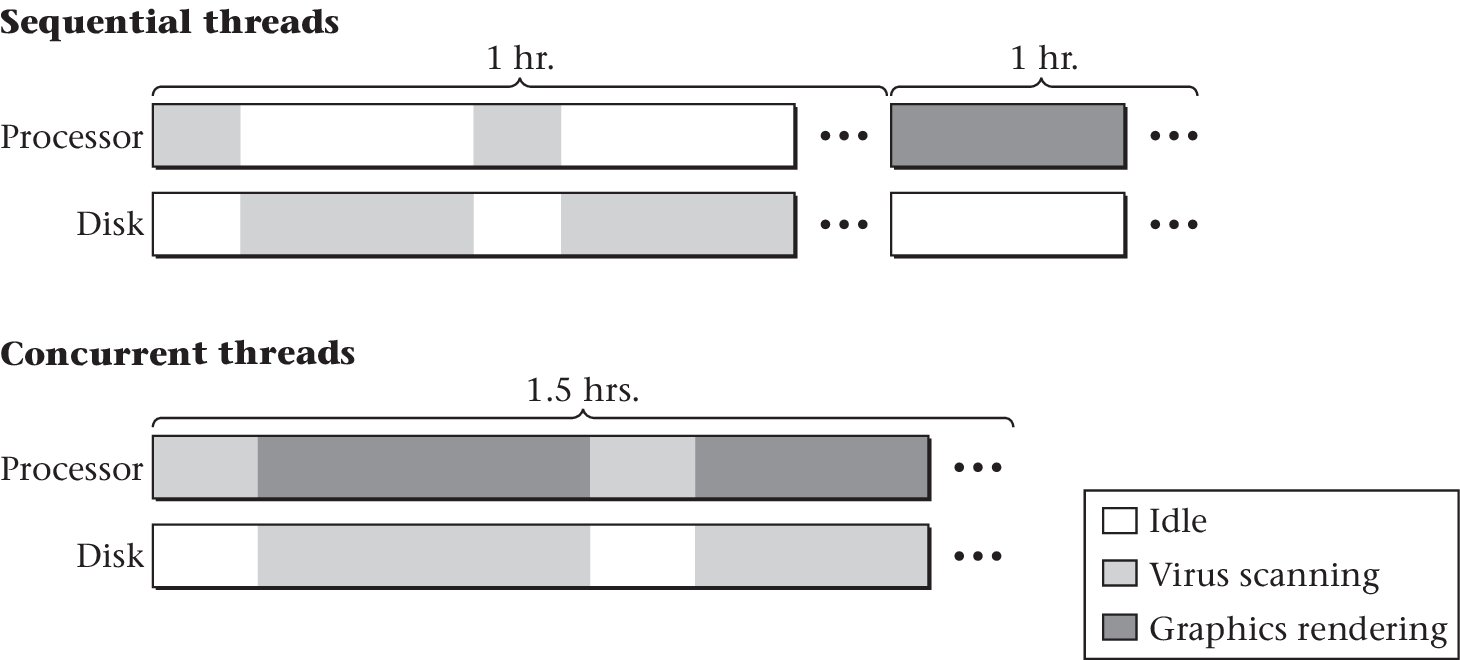 Sequential threads
1 hr. 1 hr.
Processor ••• •••
Disk ••• •••
Concurrent threads
1.5 hrs.
Processor •••
Disk •••
Idle
Virus scanning
Graphics rendering